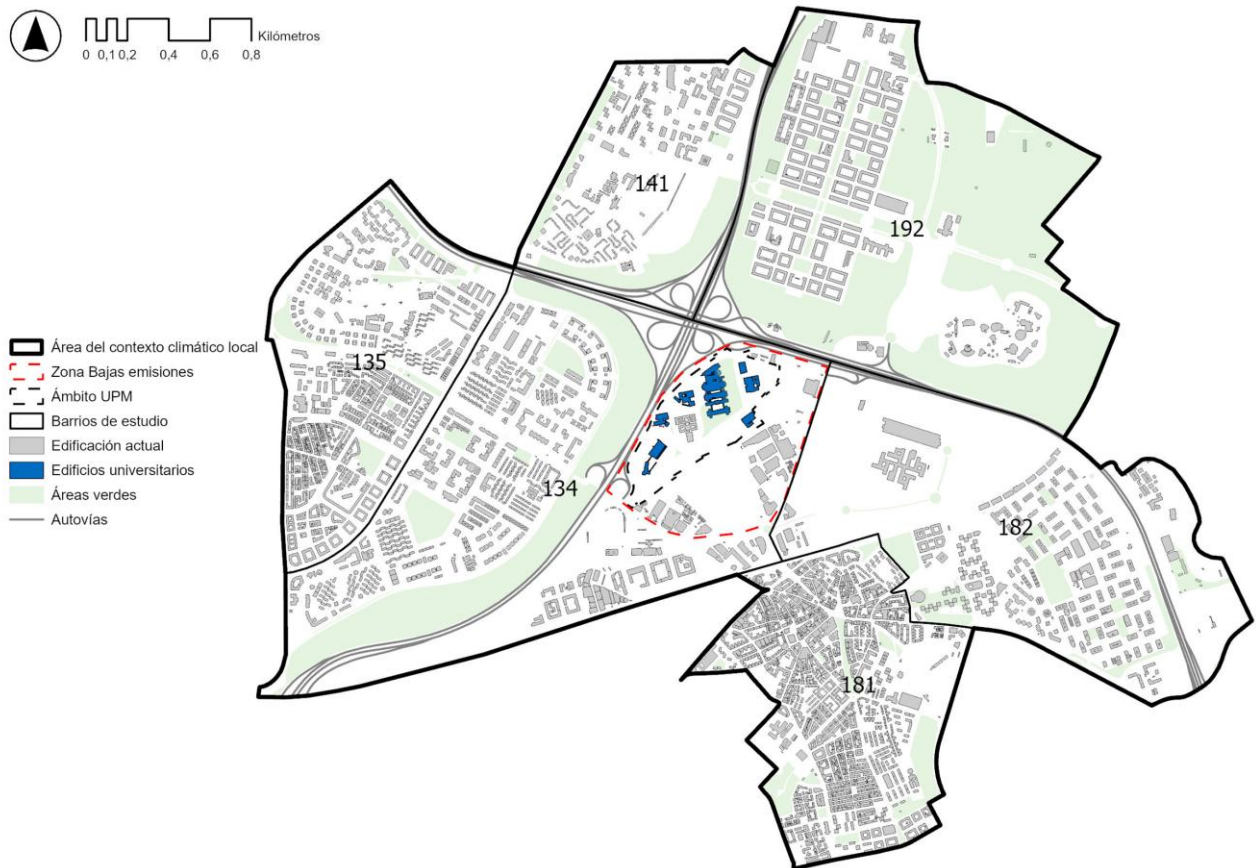 Kilómetros
0 0,1 0,2 0,4 0,6 0,8
141
192
135
134
182
181
Área del contexto climático local
Zona Bajas emisiones
Ámbito UPM
Barrios de estudio
Edificación actual
Edificios universitarios
Áreas verdes
Autovías